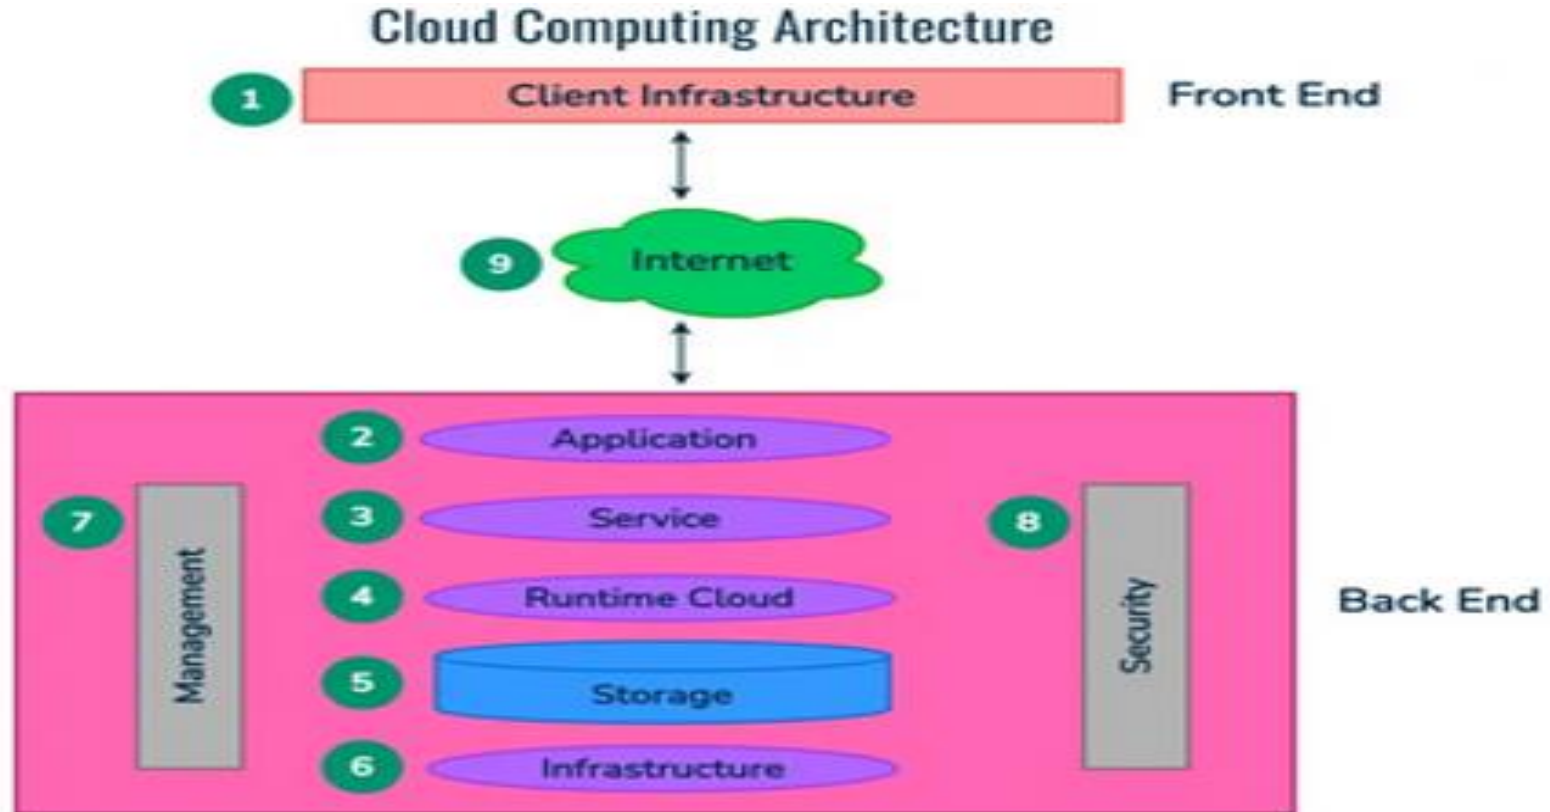 Cloud Computing Architecture
1 Client Infrastructure Front End
9 Internet
2 Application
7 Management
3 Service
8 Security
4 Runtime Cloud
Back End
5 Storage
6 Infrastructure